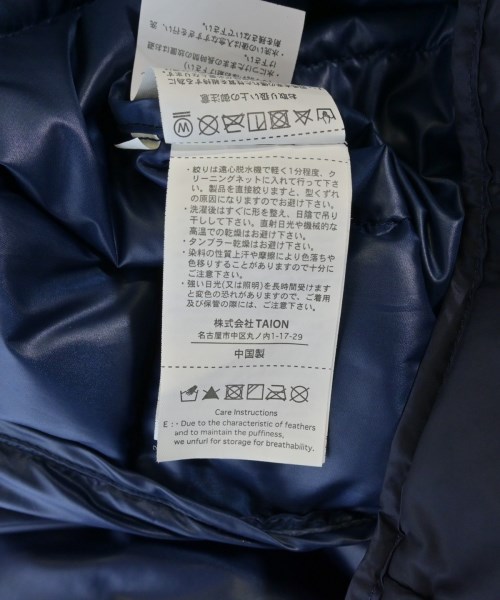 お取り扱い上の御注意
・絞りは遠心脱水機で軽く1分程度、ク
リーニングネットに入れて行って下さ
い。製品を直接絞りますと、型くずれ
の原因になりますのでお避け下さい。
・洗濯後はすぐに形を整え、日陰で吊り
干しして下さい。直射日光や機械的な
高温での乾燥はお避け下さい。
・タンブラー乾燥はお避け下さい。
・染料の性質上汗や摩擦により色落ちや
色移りすることがありますので十分に
ご注意下さい。
・強い日光(又は照明)を長時間受けます
と変色の恐れがありますので、ご着用
及び保管の際には、ご注意下さい。
株式会社TAION
名古屋市中区丸ノ内1-17-29
中国製
Care Instructions
E：・Due to the characteristic of feathers
and to maintain the puffiness,
we unfurl for storage for breathability.